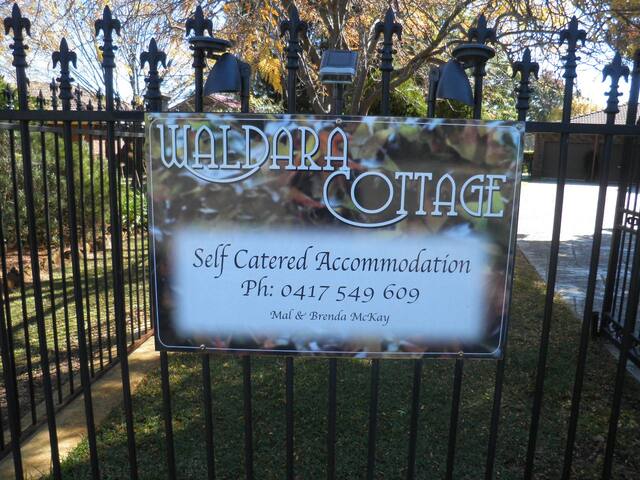 WALDARA
COTTAGE
Self Catered Accommodation
Ph: 0417 549 609
Mal & Brenda McKay